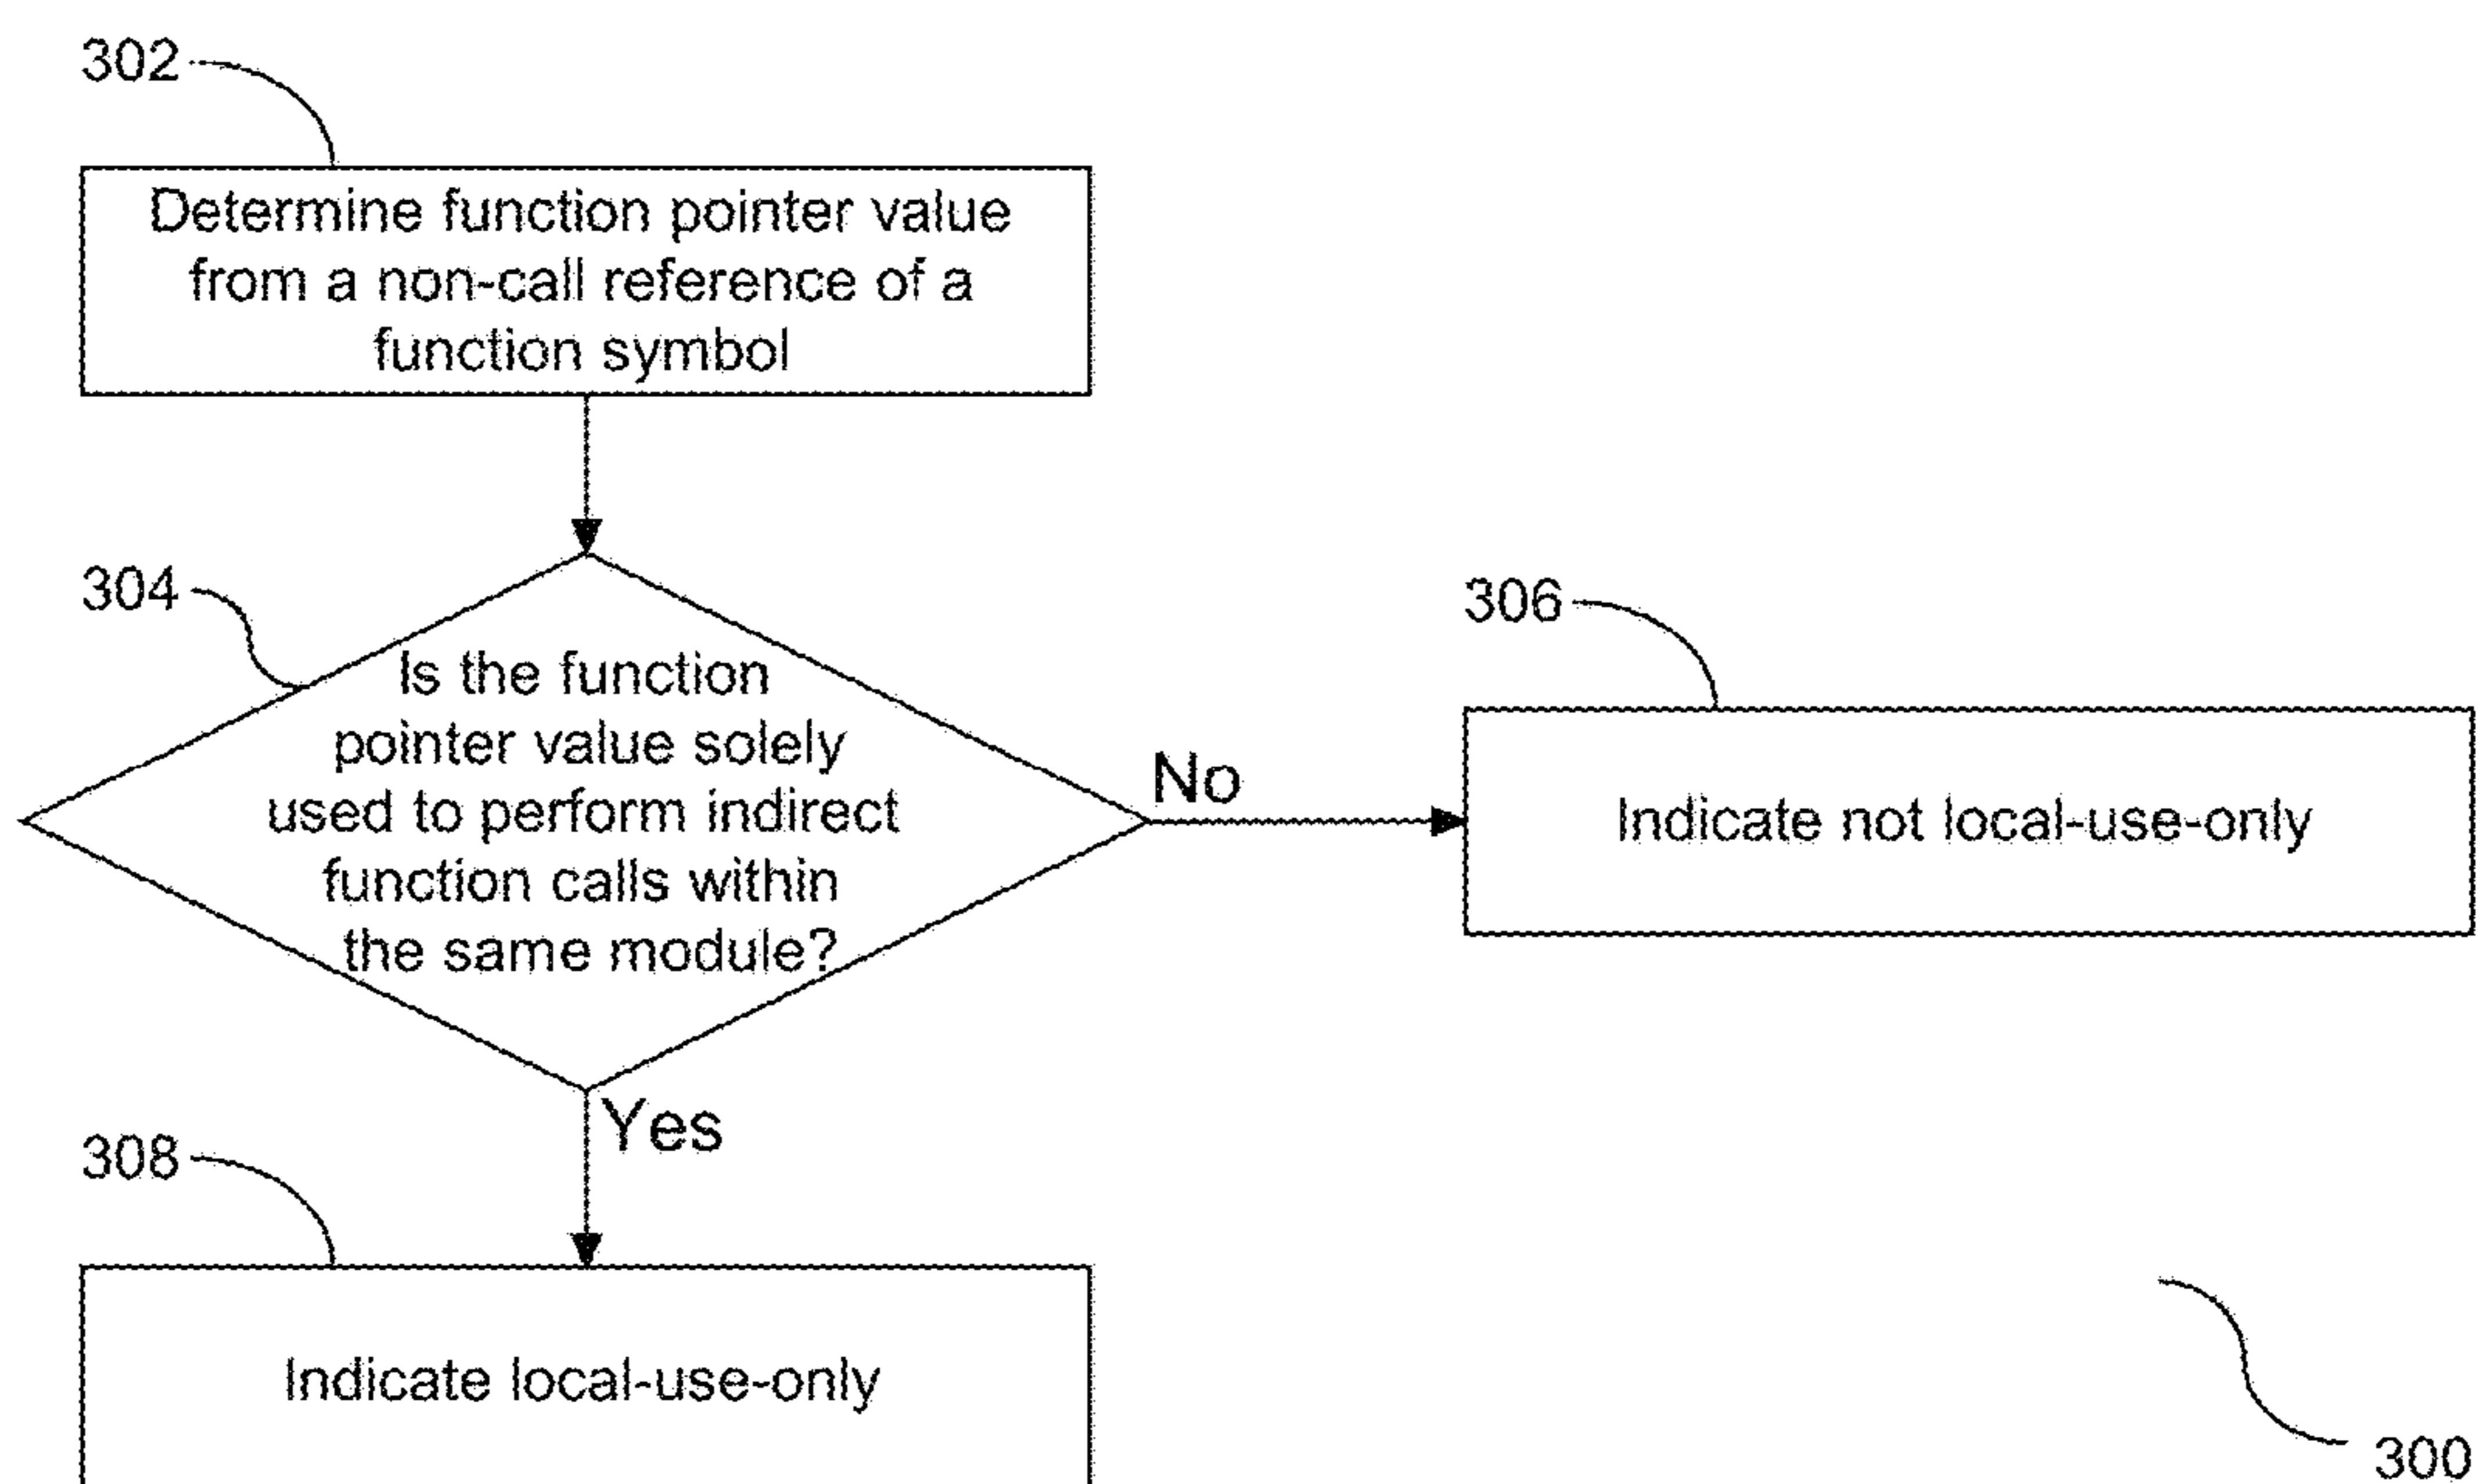 302
Determine function pointer value
from a non-call reference of a
function symbol
304
Is the function
pointer value solely
used to perform indirect
function calls within
the same module?
No
306
Indicate not local-use-only
Yes
308
Indicate local-use-only
300